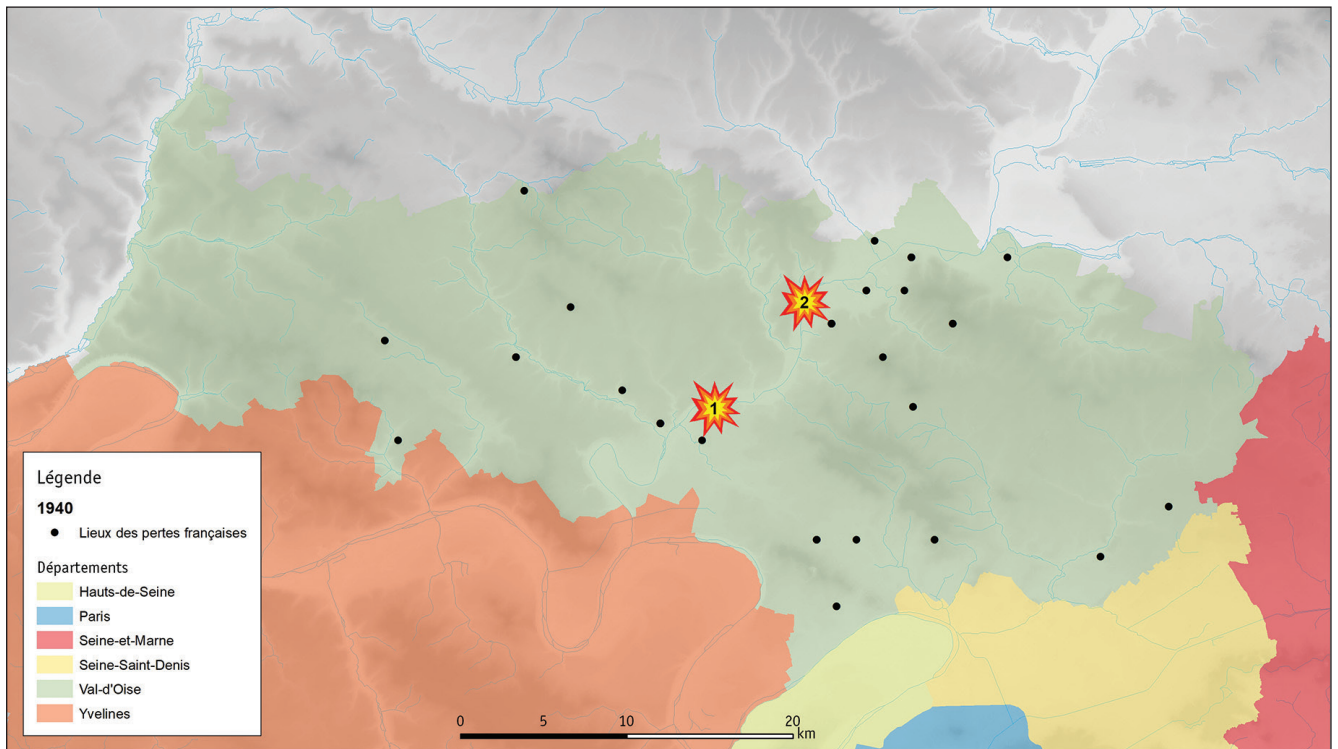 2
1
Légende
1940
Lieux des pertes françaises
Départements
Hauts-de-Seine
Paris
Seine-et-Marne
Seine-Saint-Denis
Val-d'Oise
Yvelines
0 5 10 20
km